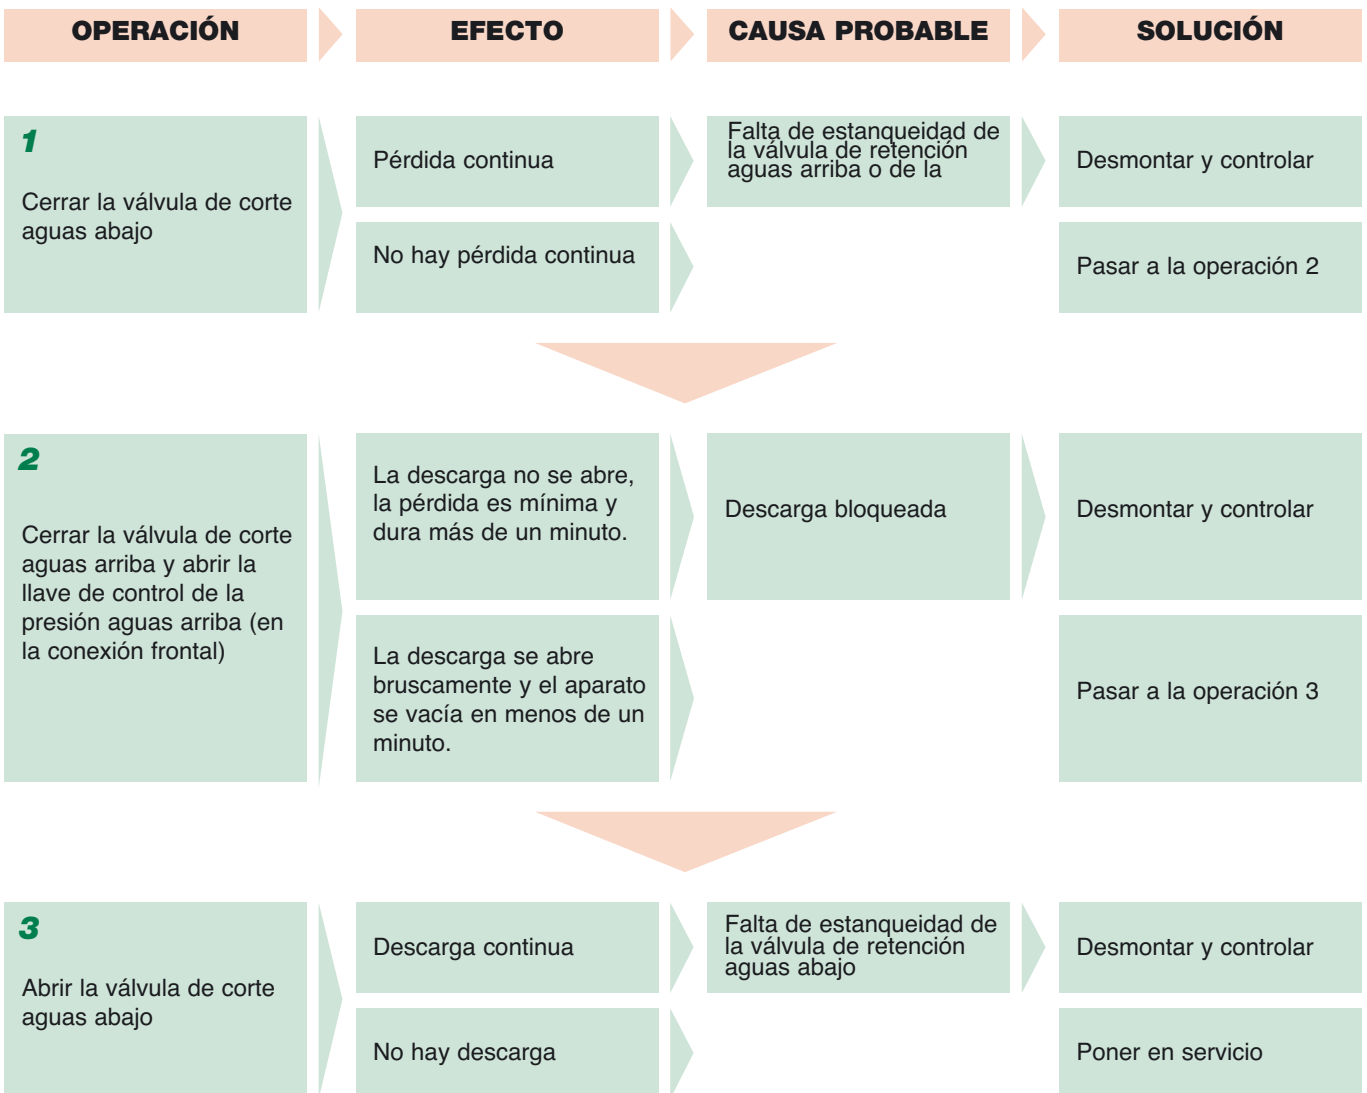 OPERACIÓN
EFECTO
CAUSA PROBABLE
SOLUCIÓN
1
Cerrar la válvula de corte
aguas abajo
Pérdida continua
Falta de estanqueidad de
la válvula de retención
aguas arriba o de la
Desmontar y controlar
No hay pérdida continua
Pasar a la operación 2
2
Cerrar la válvula de corte
aguas arriba y abrir la
llave de control de la
presión aguas arriba (en
la conexión frontal)
La descarga no se abre,
la pérdida es mínima y
dura más de un minuto.
Descarga bloqueada
Desmontar y controlar
La descarga se abre
bruscamente y el aparato
se vacía en menos de un
minuto.
Pasar a la operación 3
3
Abrir la válvula de corte
aguas abajo
Descarga continua
Falta de estanqueidad de
la válvula de retención
aguas abajo
Desmontar y controlar
No hay descarga
Poner en servicio